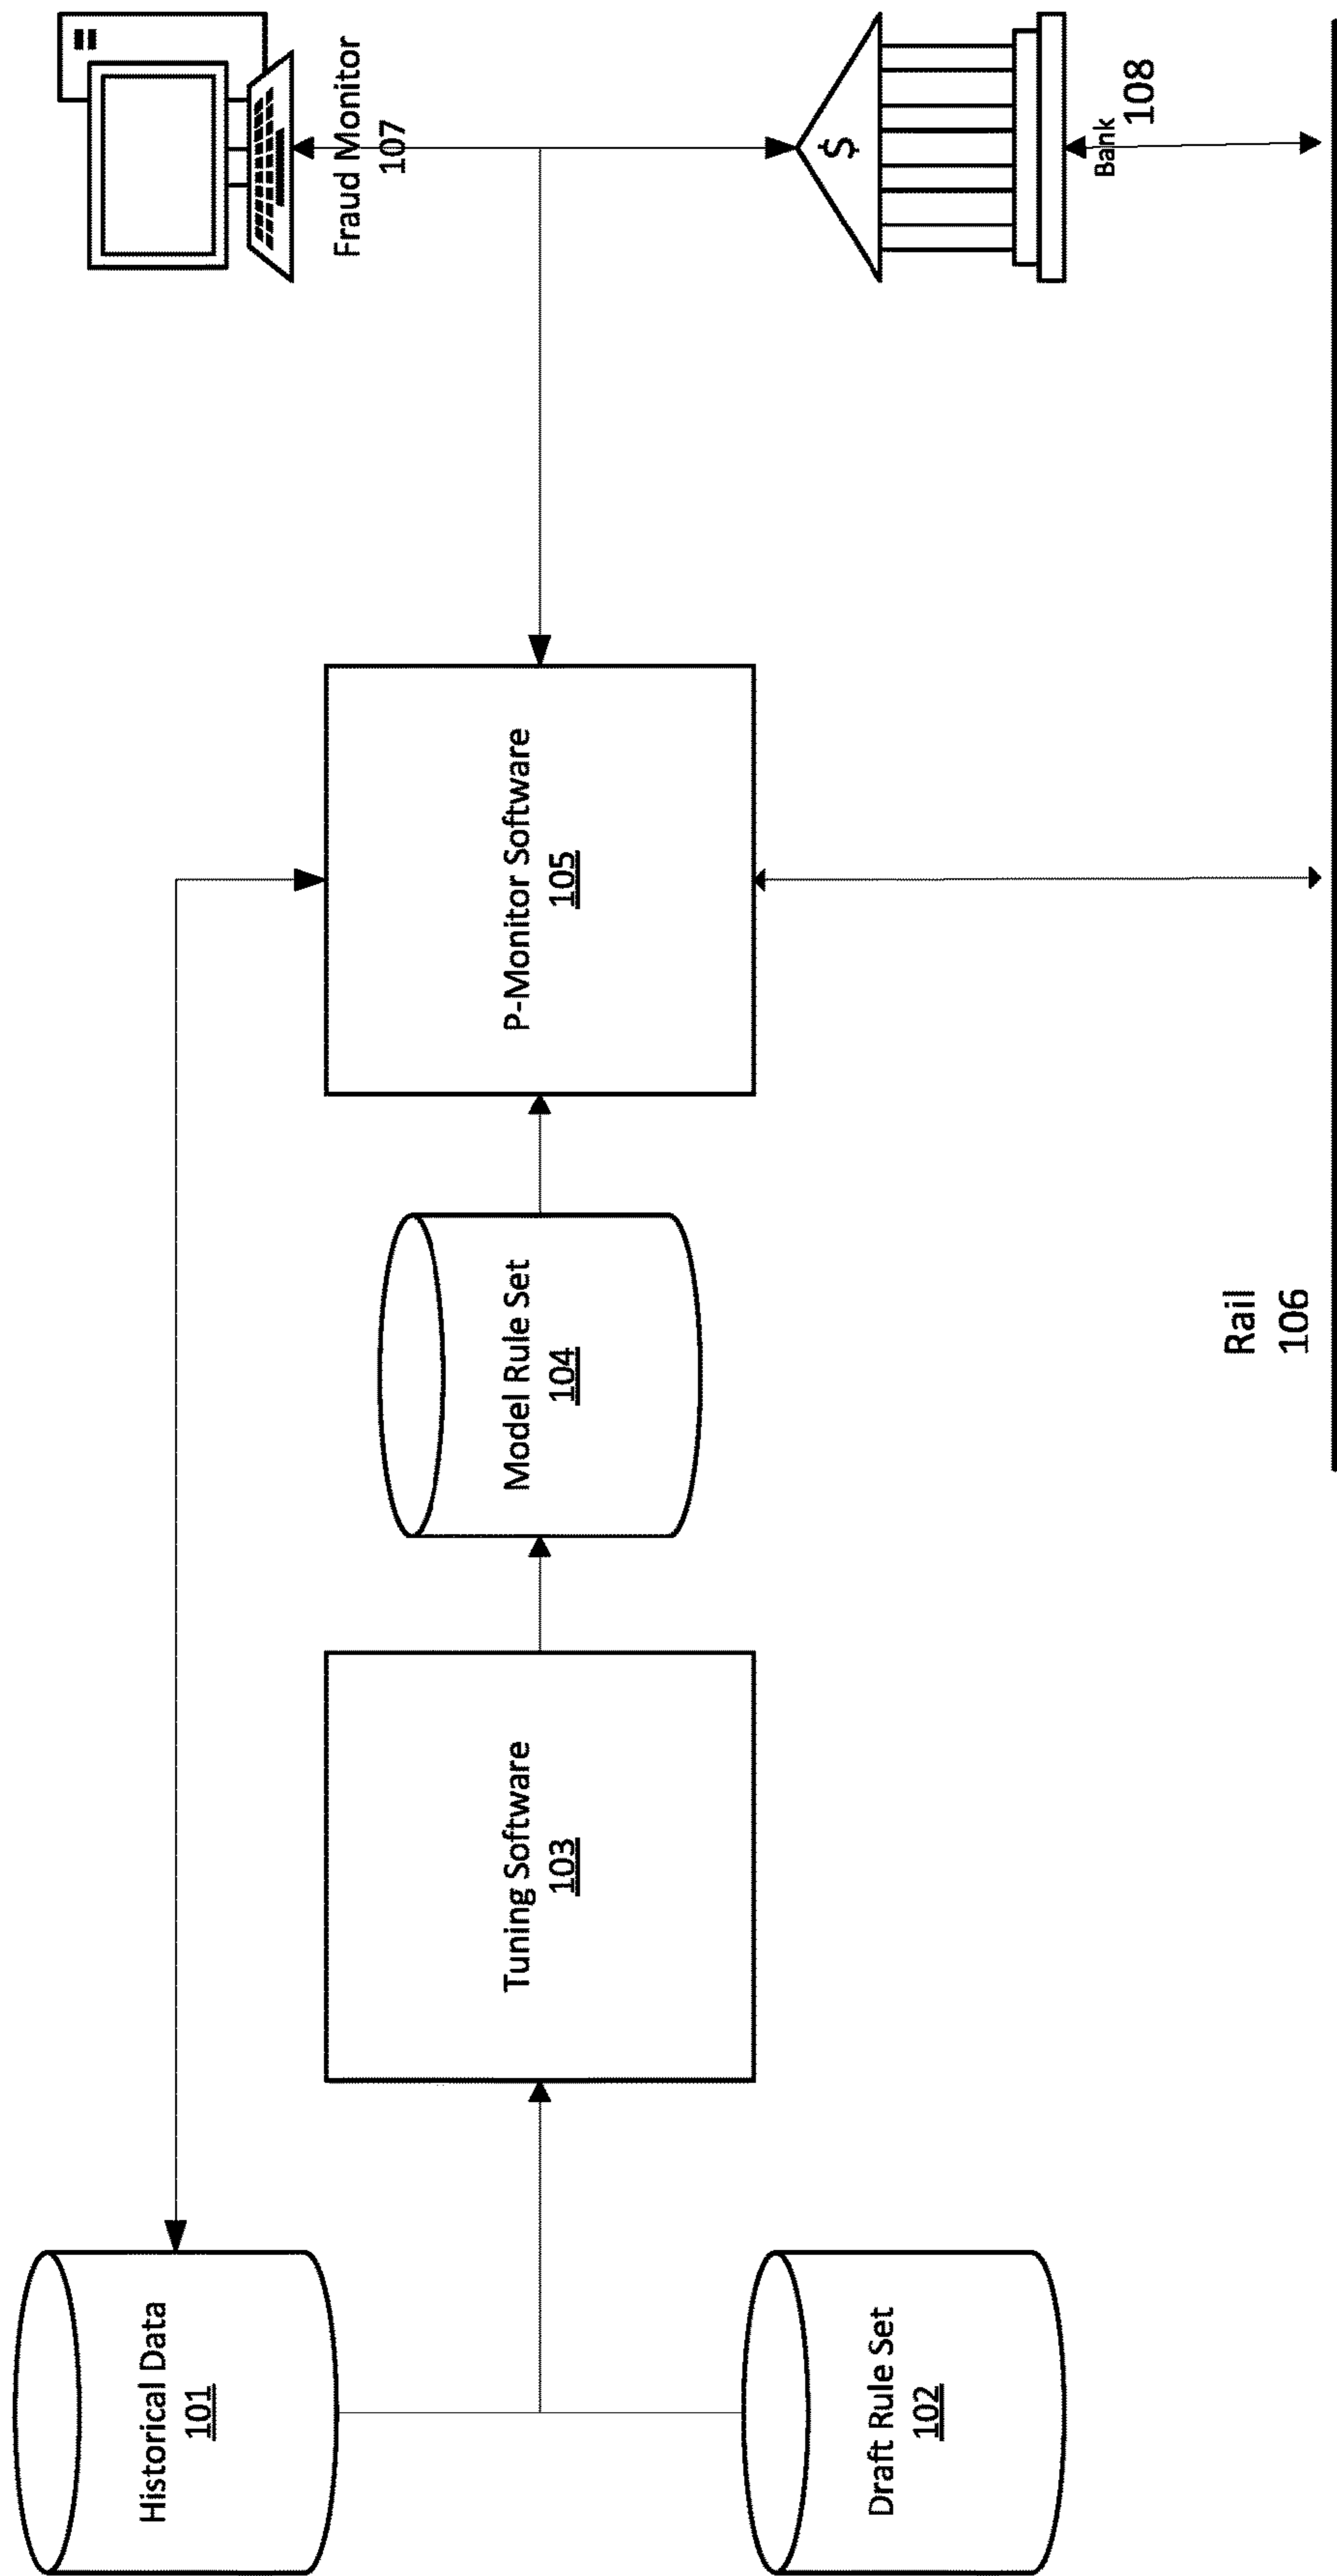 Historical Data
101
Draft Rule Set
102
Tuning Software
103
Model Rule Set
104
P-Monitor Software
105
Rail
106
Fraud Monitor
107
$
Bank
108